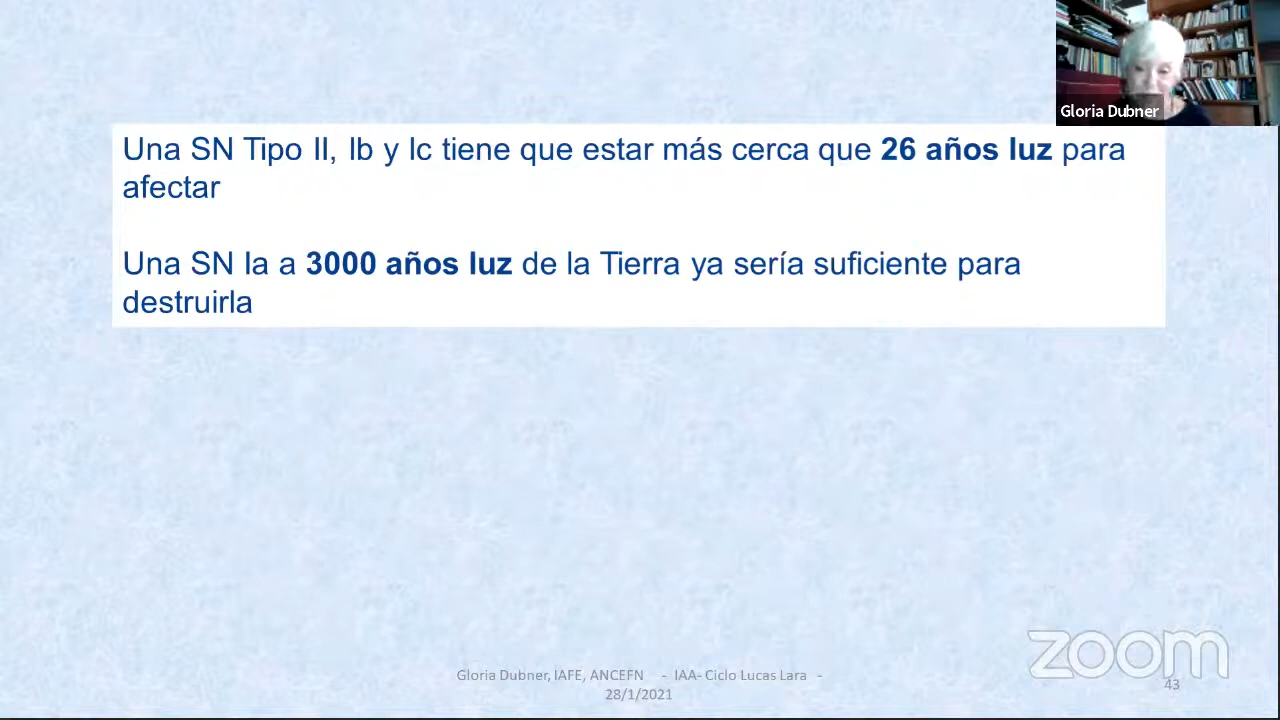 Gloria Dubner
Una SN Tipo II, Ib y Ic tiene que estar más cerca que 26 años luz para
afectar
Una SN Ia a 3000 años luz de la Tierra ya sería suficiente para
destruirla
Gloria Dubner, IAFE, ANCEFN - IAA- Ciclo Lucas Lara -
28/1/2021
zoom
43